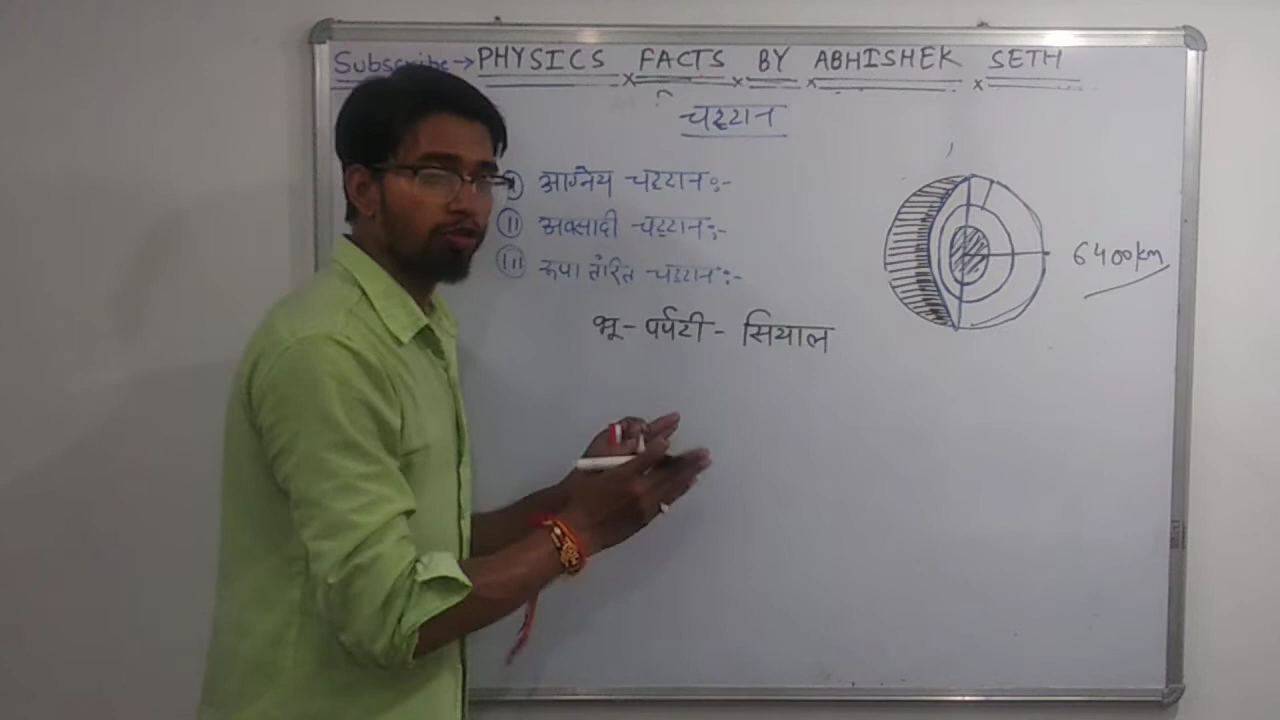 Subscribe → PHYSICS FACTS BY ABHISHEK SETH
चट्टान
(I) आग्नेय चट्टान:-
(II) अवसादी चट्टान:-
(III) रूपांतरित चट्टान:-
भू-पर्पटी - सियाल
6400km